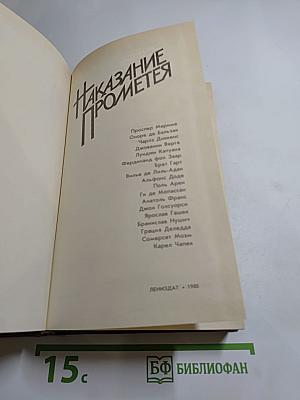 НАКАЗАНИЕ
ПРОМЕТЕЯ
Проспер Мериме
Оноре де Бальзак
Чарлз Диккенс
Джованни Верга
Луиджи Капуана
Фердинанд фон Заар
Брет Гарт
Вилье де Лиль-Адан
Альфонс Доде
Поль Арен
Ги де Мопассан
Анатоль Франс
Джон Голсуорси
Ярослав Гашек
Бранислав Нушич
Грация Деледда
Сомерсет Моэм
Карел Чапек
ЛЕНИЗДАТ • 1988
15 с
БФ БИБЛИОФАН